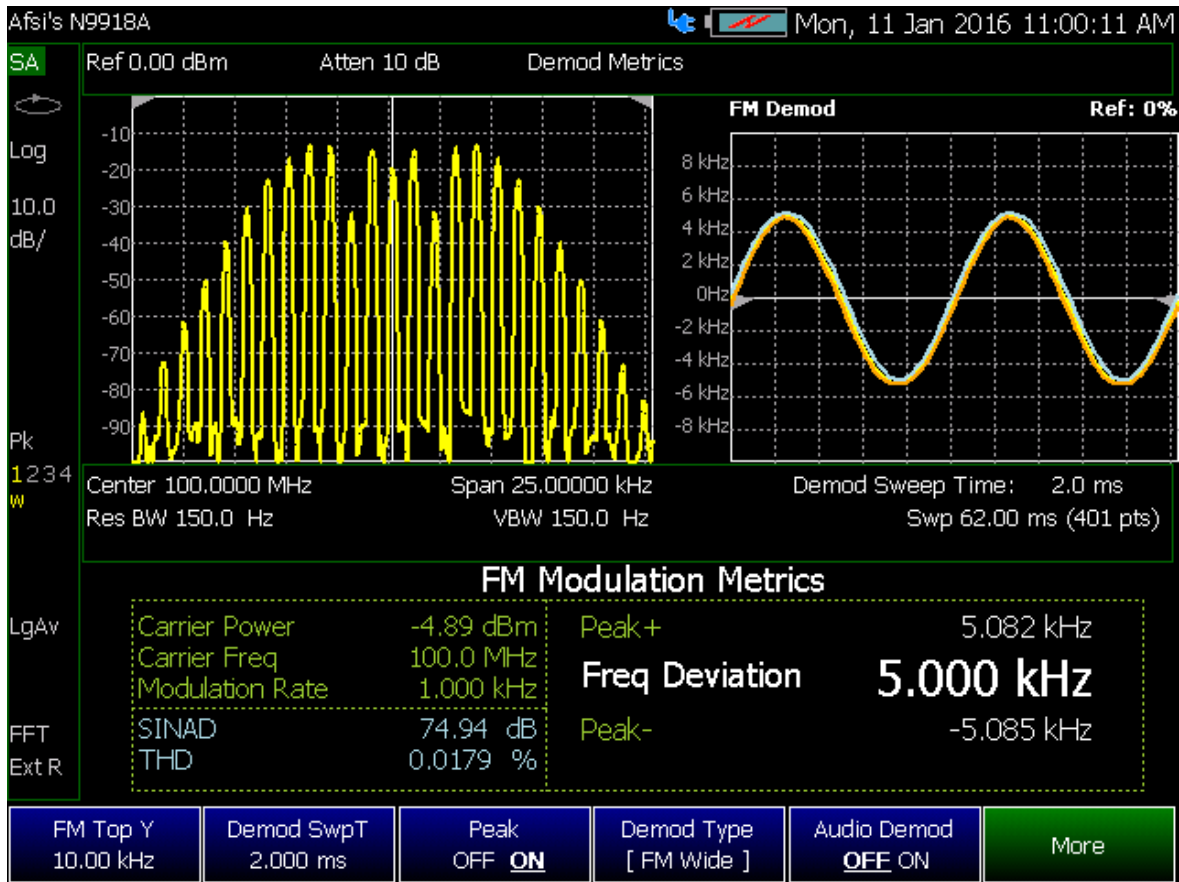 Afsi's N9918A Mon, 11 Jan 2016 11:00:11 AM
SA Ref 0.00 dBm Atten 10 dB Demod Metrics
Log
10.0
dB/
Pk
1234
W
LgAv
FFT
Ext R
-10
-20
-30
-40
-50
-60
-70
-80
-90
FM Demod Ref: 0%
8 kHz
6 kHz
4 kHz
2 kHz
0Hz
-2 kHz
-4 kHz
-6 kHz
-8 kHz
Center 100.0000 MHz Span 25.00000 kHz Demod Sweep Time: 2.0 ms
Res BW 150.0 Hz VBW 150.0 Hz Swp 62.00 ms (401 pts)
FM Modulation Metrics
Carrier Power -4.89 dBm
Carrier Freq 100.0 MHz
Modulation Rate 1.000 kHz
SINAD 74.94 dB
THD 0.0179 %
Peak+ 5.082 kHz
Freq Deviation 5.000 kHz
Peak- -5.085 kHz
FM Top Y
10.00 kHz
Demod SwpT
2.000 ms
Peak
OFF ON
Demod Type
[ FM Wide ]
Audio Demod
OFF ON
More